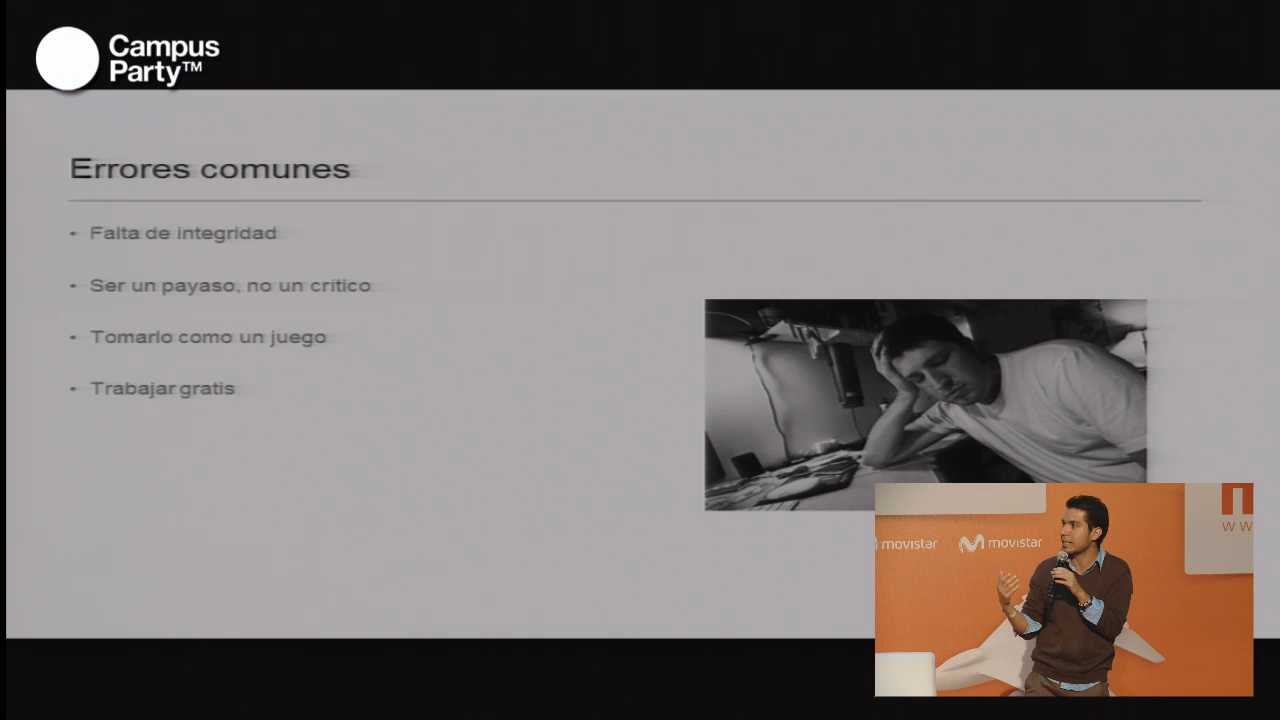 Campus
Party™
Errores comunes
• Falta de integridad
• Ser un payaso, no un crítico
• Tomarlo como un juego
• Trabajar gratis
movistar
movistar
WW